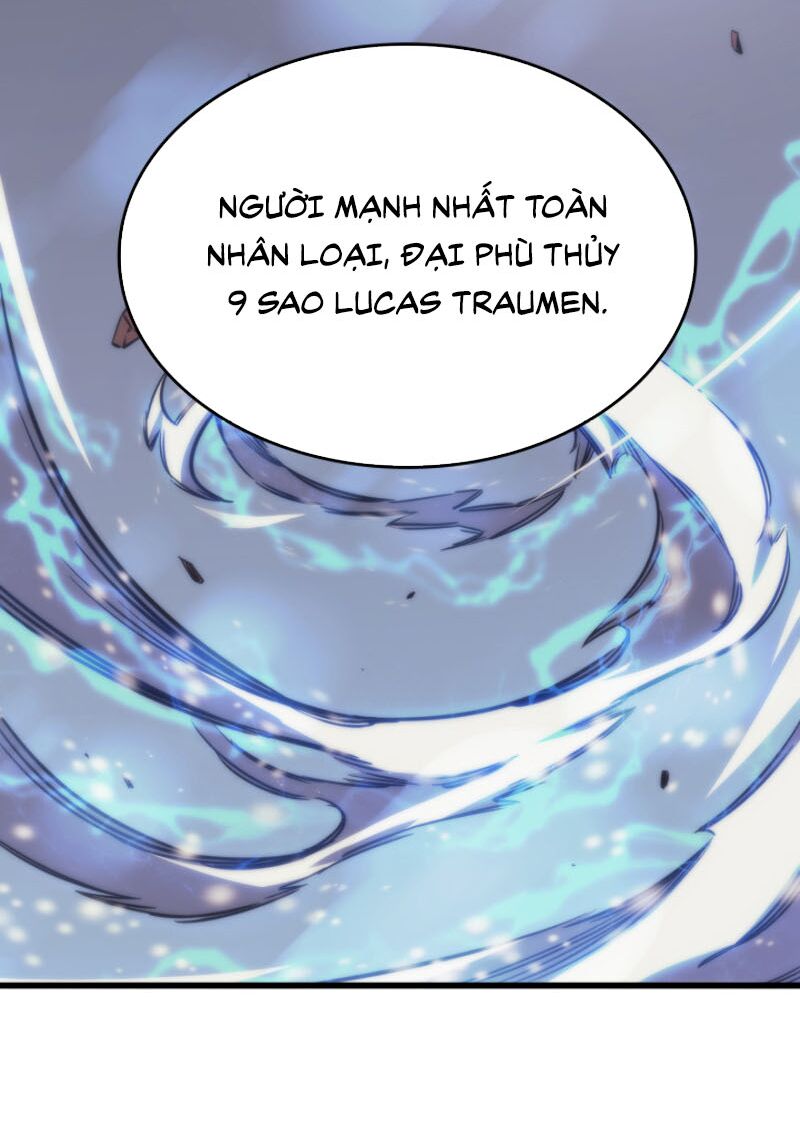 NGƯỜI MẠNH NHẤT TOÀN
NHÂN LOẠI, ĐẠI PHÙ THỦY
9 SAO LUCAS TRAUMEN.